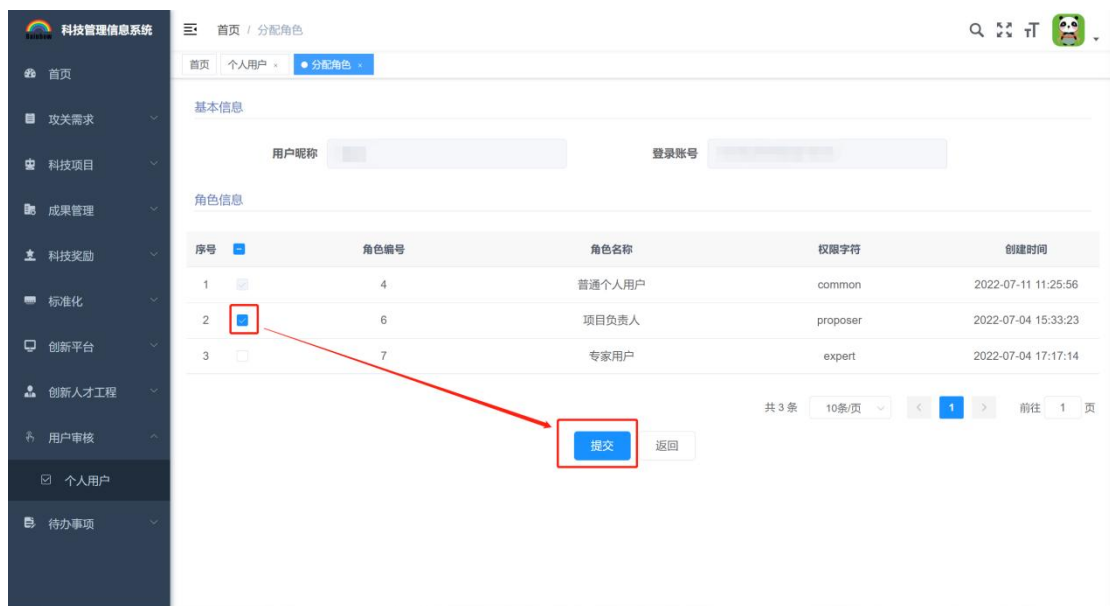 科技管理信息系统
首页 / 分配角色
首页 个人用户 × 分配角色 ×
首页
攻关需求
科技项目
成果管理
科技奖励
标准化
创新平台
创新人才工程
用户审核
个人用户
待办事项
基本信息
用户昵称 登录账号
角色信息
序号 角色编号 角色名称 权限字符 创建时间
1 4 普通个人用户 common 2022-07-11 11:25:56
2 6 项目负责人 proposer 2022-07-04 15:33:23
3 7 专家用户 expert 2022-07-04 17:17:14
共 3 条 10条/页 < 1 > 前往 1 页
提交 返回